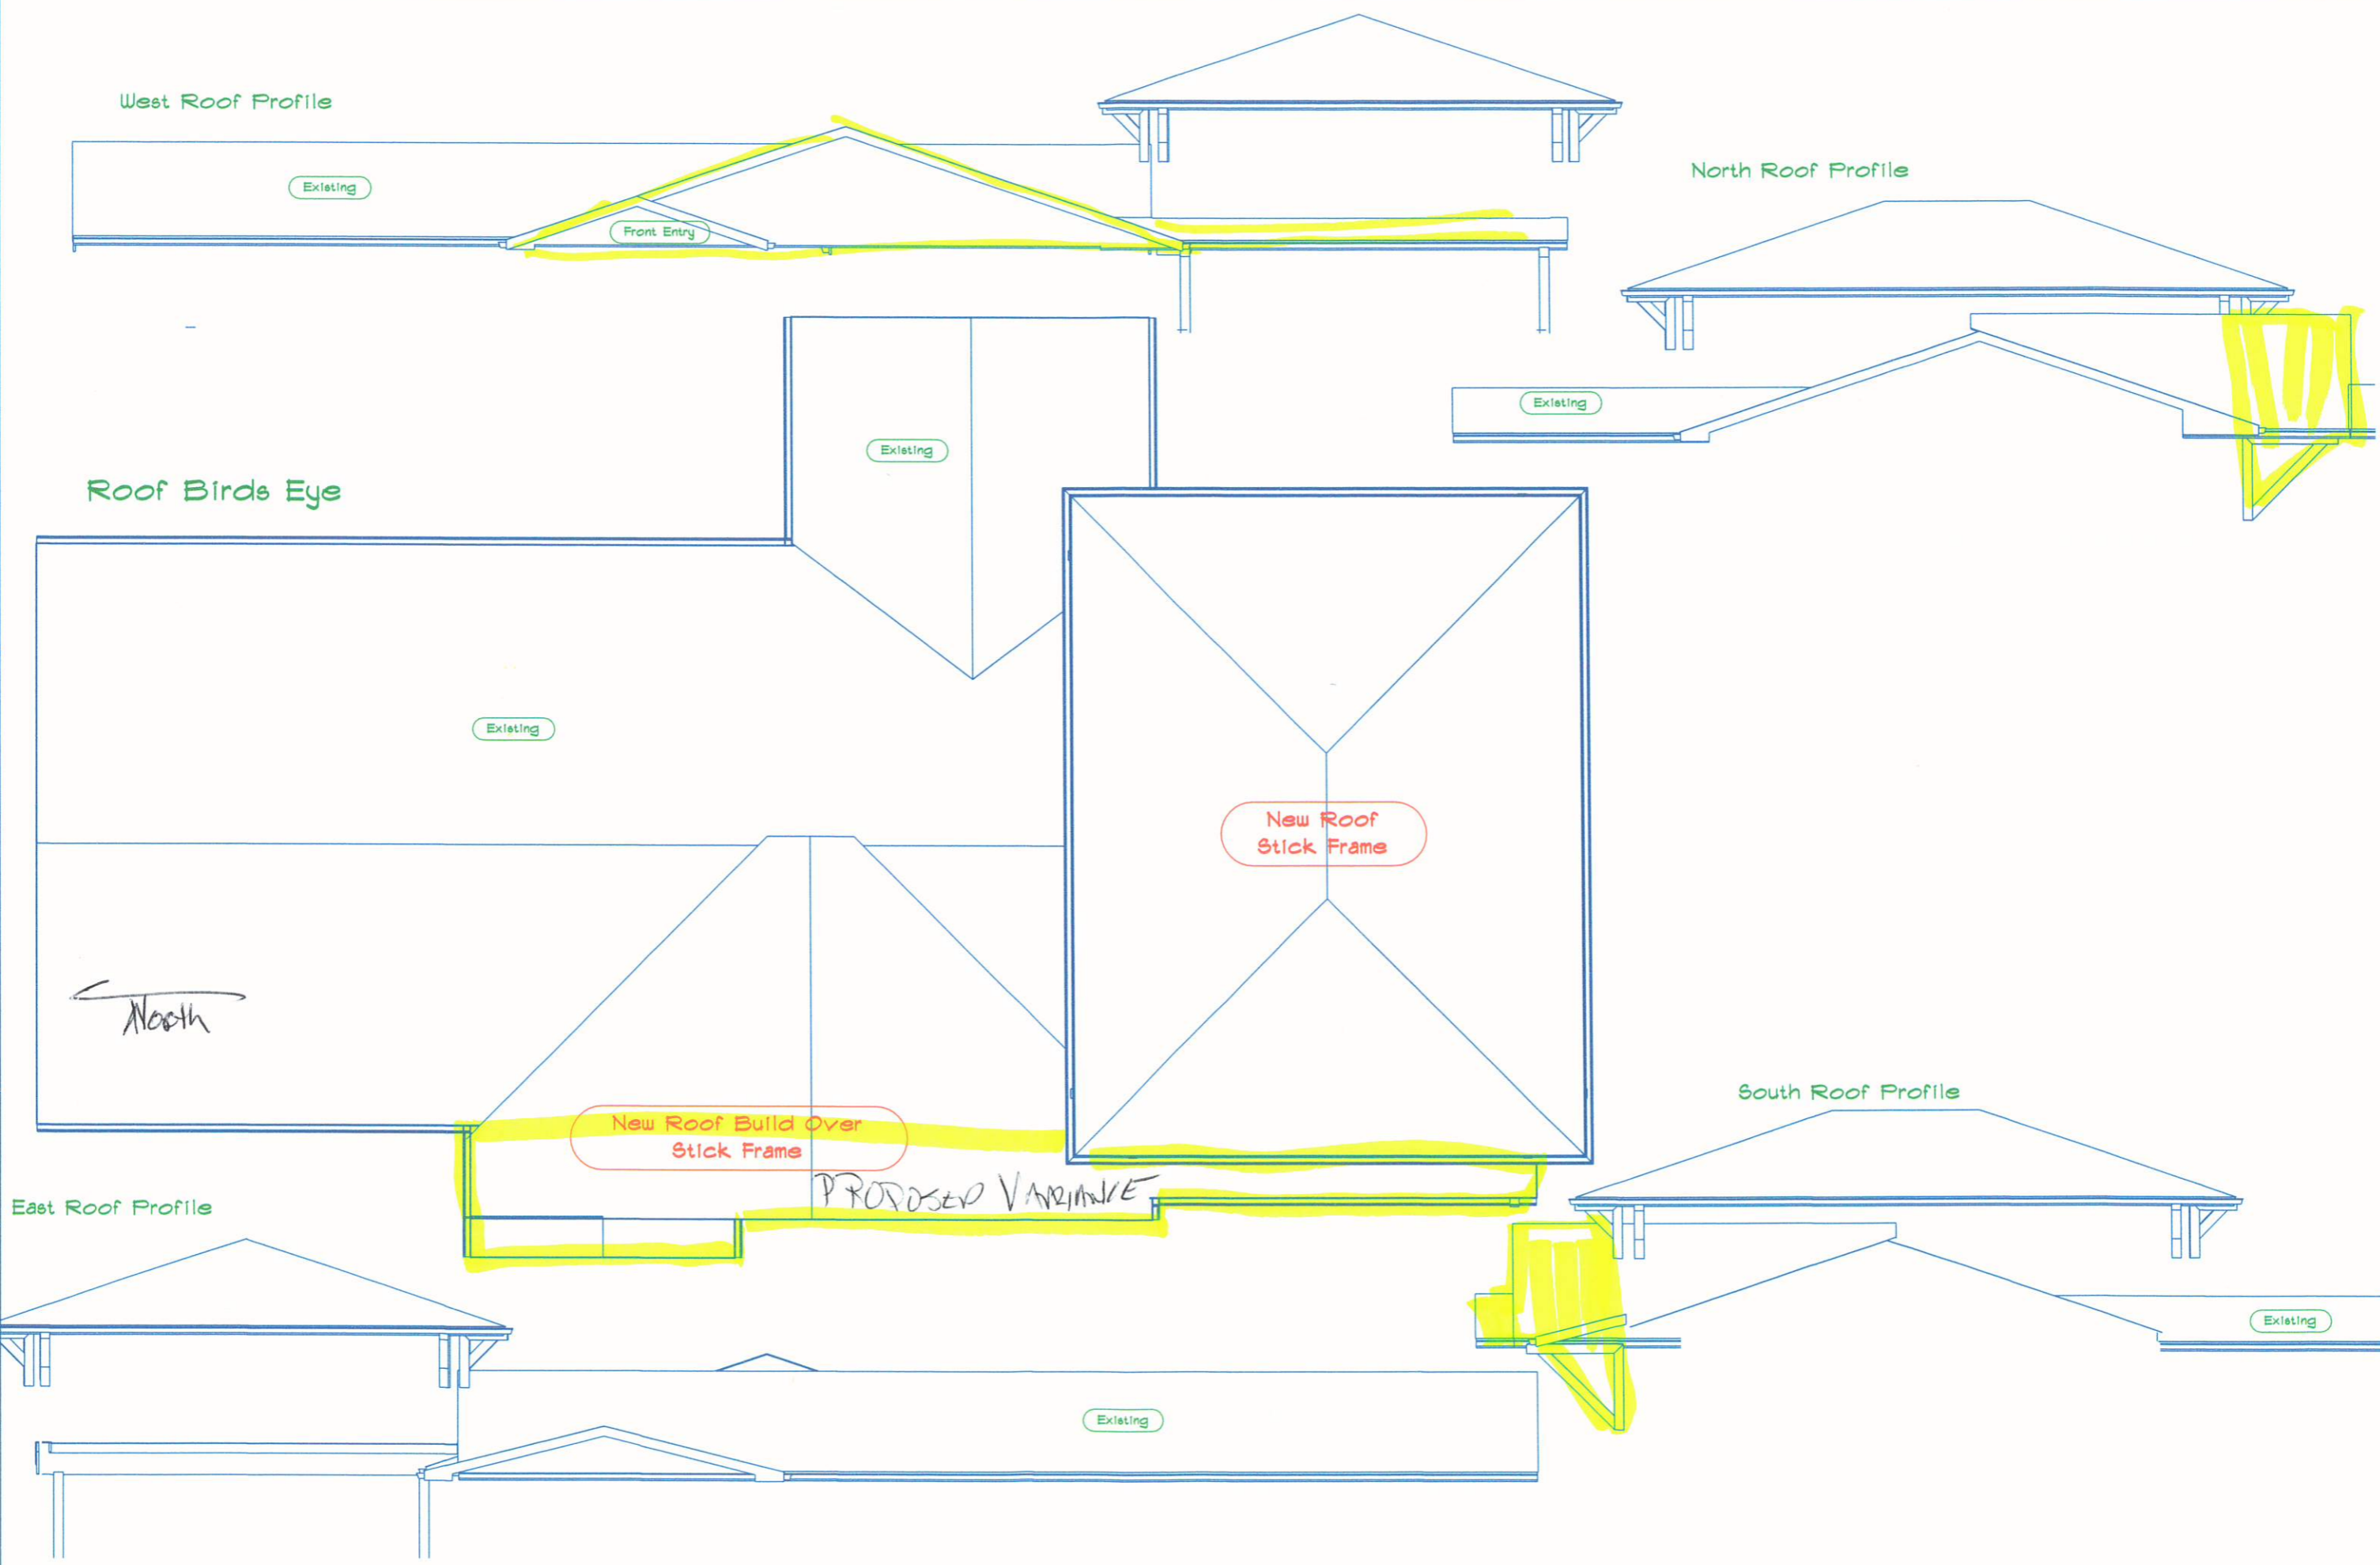 West Roof Profile
North Roof Profile
Existing
Front Entry
Existing
Existing
Roof Birds Eye
Existing
New Roof
Stick Frame
North
South Roof Profile
New Roof Build Over
Stick Frame
PROPOSED VARIANCE
East Roof Profile
Existing
Existing